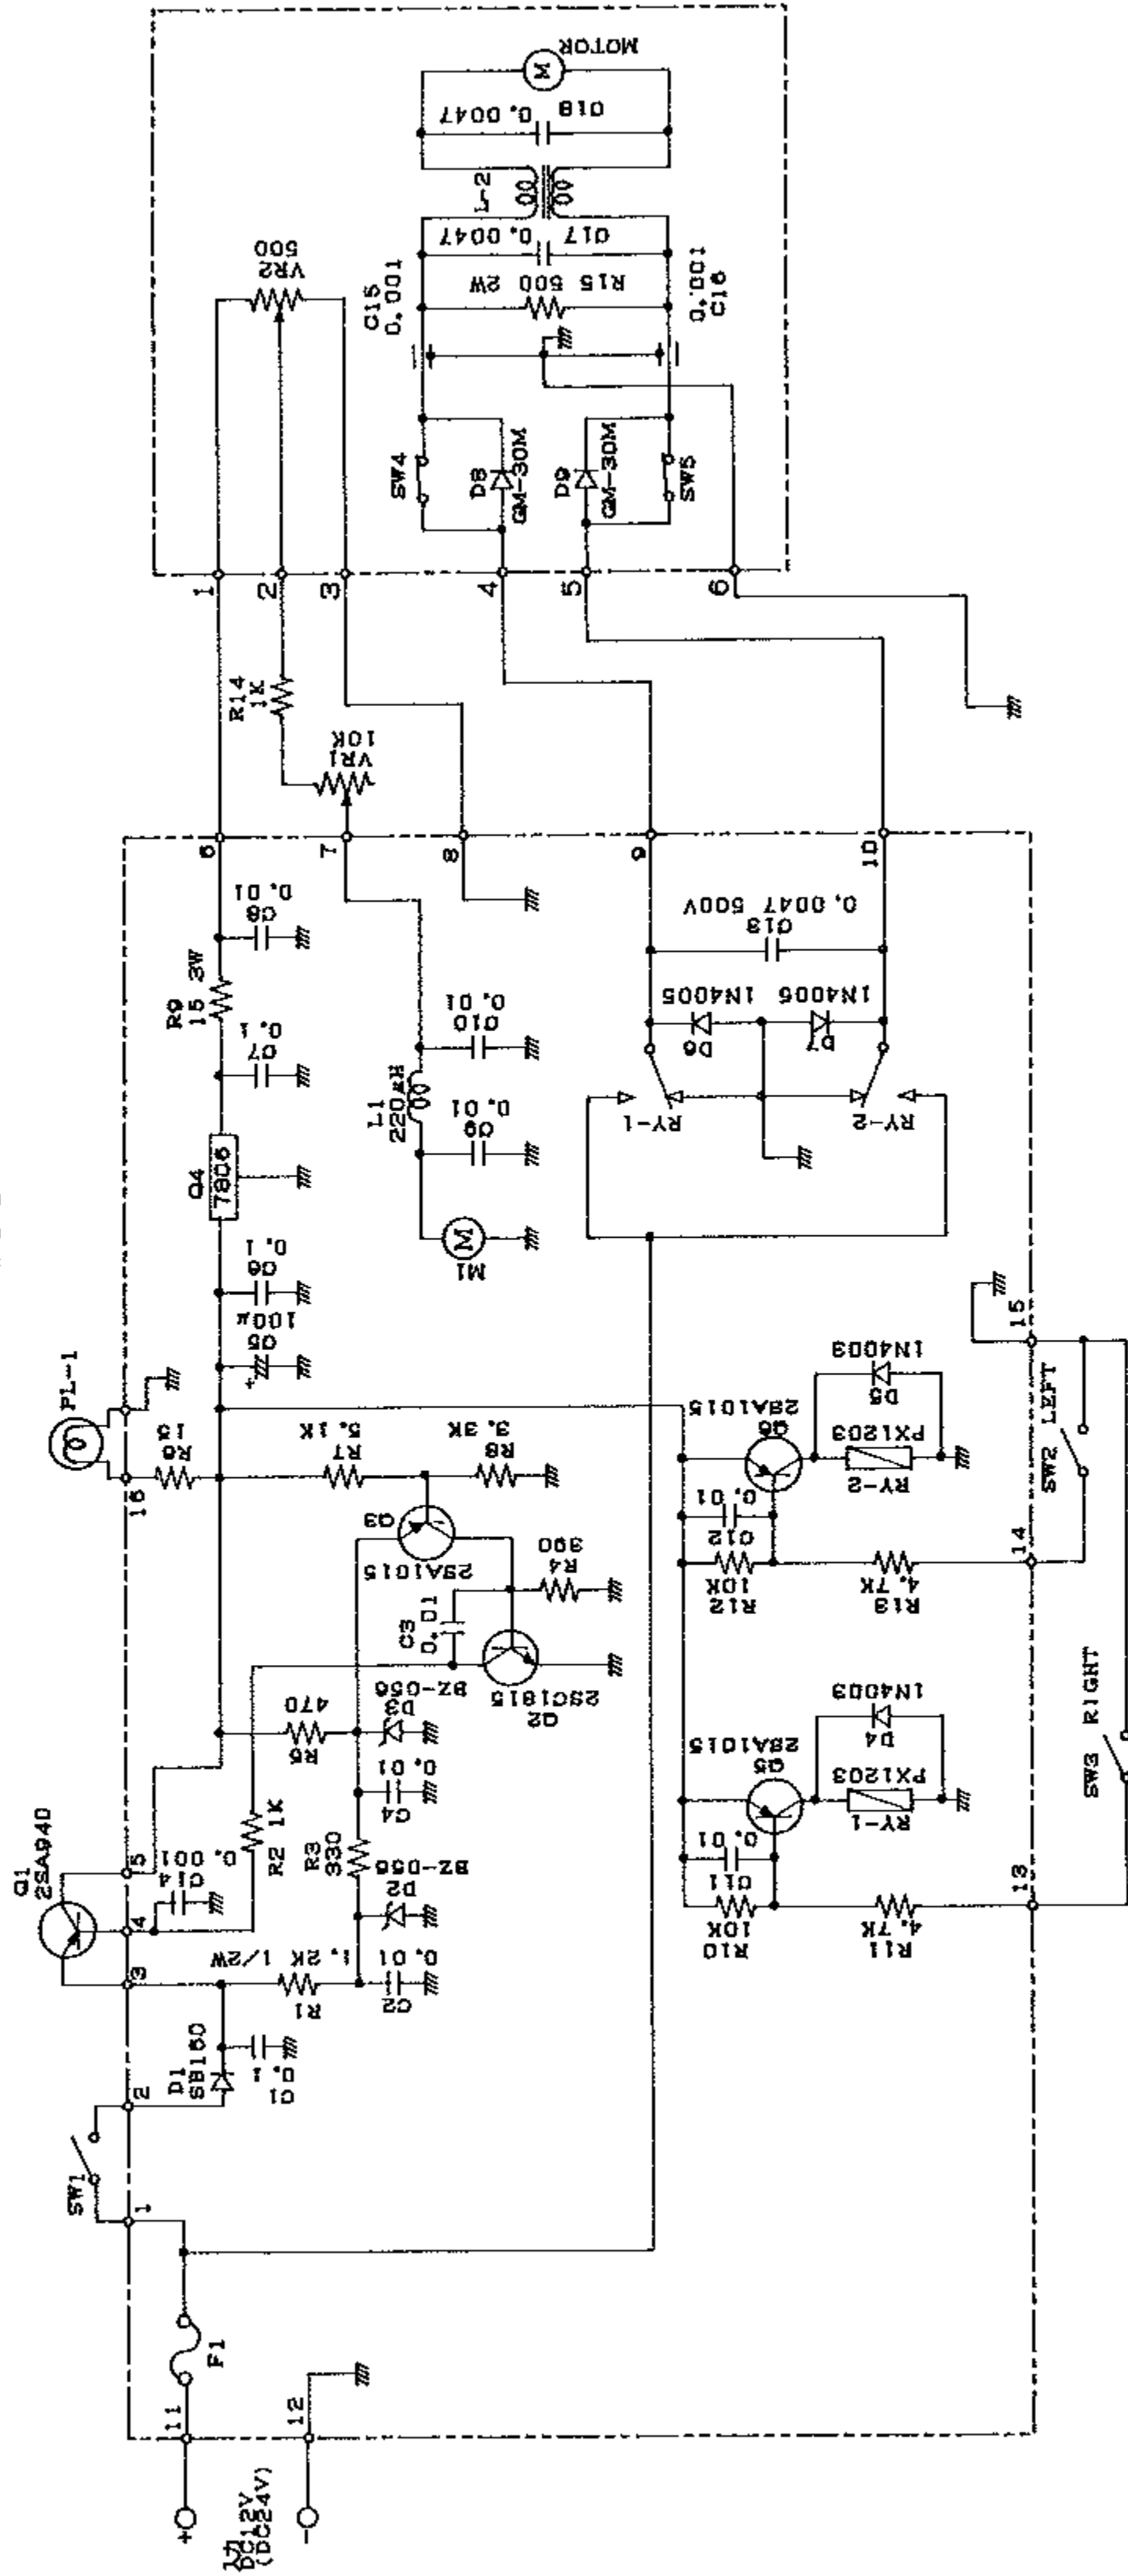 PL-1
Q1
2SA940
SW1
1
2
3
4
5
16
D1
SB160
C1
0.1
C14
0.001
R1
1.2K 1/2W
R2 1K
C2
0.01
D2
BZ-056
R3
330
C4
0.01
D3
BZ-056
R5
470
C3
0.01
Q2
2SC1815
R4
390
Q3
2SA1015
R7
5.1K
R8
3.3K
R6
15
C5
100μ
+
C6
0.1
Q4
C7
0.1
R9
15 3W
C8
0.01
6
7
8
9
10
M1
M
L1
220μH
C9
0.01
C10
0.01
RY-1
RY-2
D6
1N4005
D7
1N4005
C13
0.0047 500V
F1
11
12
+
-
DC12V
(DC24V)
R10
10K
C11
0.01
R11
4.7K
Q5
2SA1015
RY-1
PX1203
D4
1N4003
13
R12
10K
C12
0.01
R13
4.7K
Q6
2SA1015
RY-2
PX1203
D5
1N4003
14
15
SW2 LEFT
SW3 RIGHT
R14
1K
VR1
10K
1
2
3
4
5
6
VR2
500
SW4
D8
GM-30M
D9
GM-30M
SW5
C15
0.001
0.001
C16
R15 500 2W
C17
0.0047
L-2
C18
0.0047
M
MOTOR